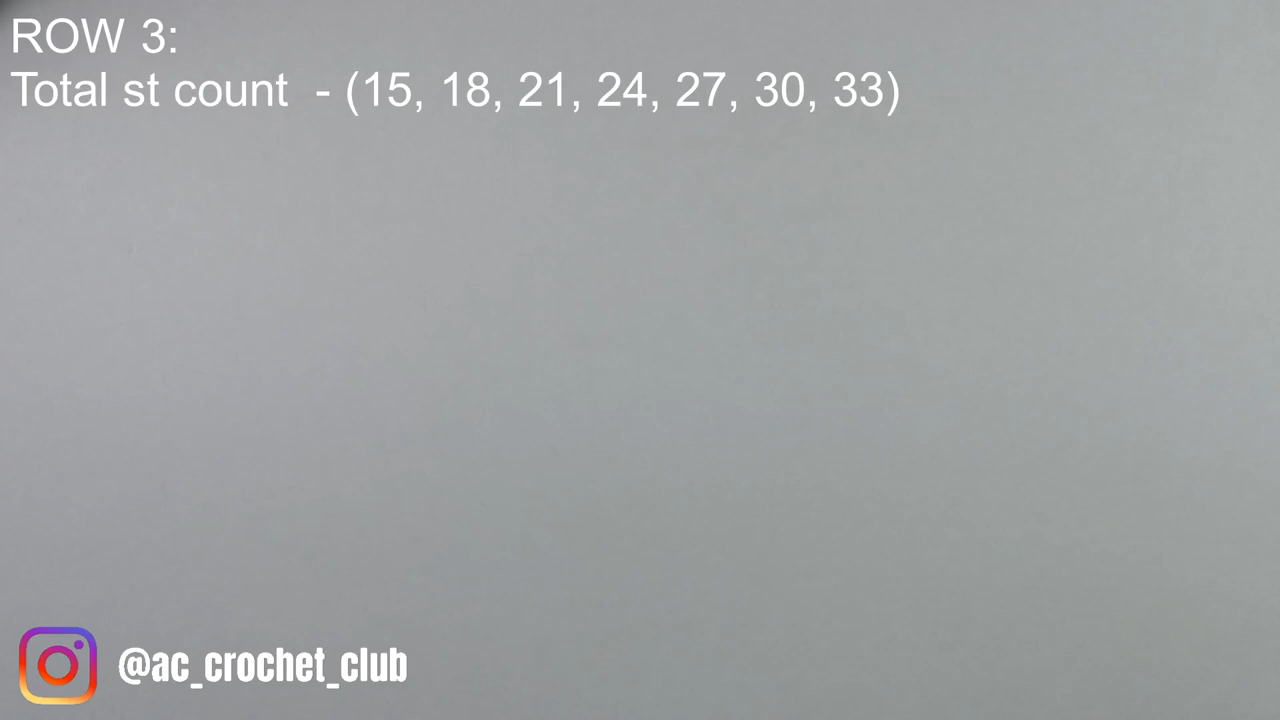 ROW 3:
Total st count - (15, 18, 21, 24, 27, 30, 33)
@ac_crochet_club